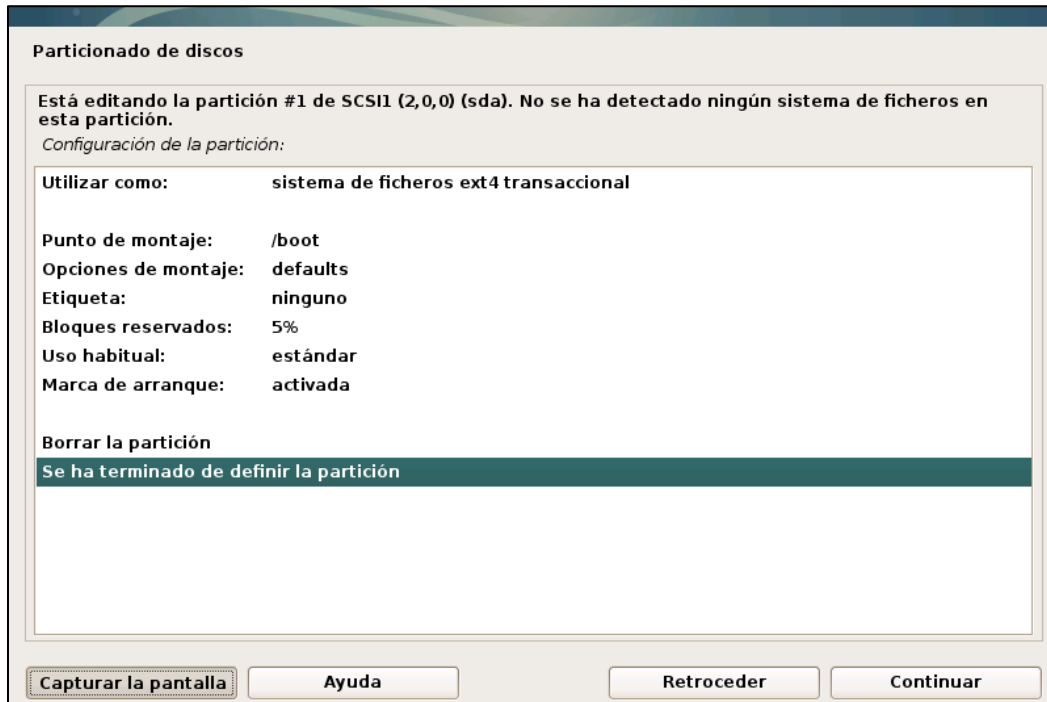 Particionado de discos
Está editando la partición #1 de SCSI1 (2,0,0) (sda). No se ha detectado ningún sistema de ficheros en
esta partición.
Configuración de la partición:
Utilizar como: sistema de ficheros ext4 transaccional
Punto de montaje: /boot
Opciones de montaje: defaults
Etiqueta: ninguno
Bloques reservados: 5%
Uso habitual: estándar
Marca de arranque: activada
Borrar la partición
Se ha terminado de definir la partición
Capturar la pantalla Ayuda Retroceder Continuar